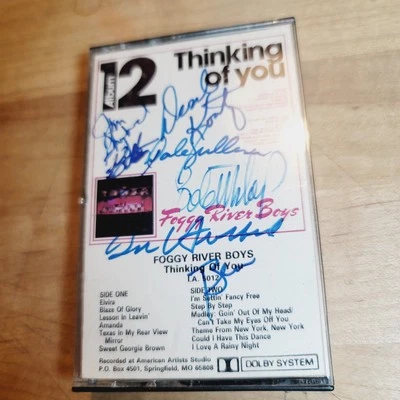 Album 12
Thinking
of you
Foggy River Boys
FOGGY RIVER BOYS
Thinking Of You
LA 5012
SIDE ONE
Elvira
Blaze Of Glory
Lesson In Leavin'
Amanda
Texas In My Rear View
Mirror
Sweet Georgie Brown
SIDE TWO
I'm Sittin' Fancy Free
Step By Step
Medley: Goin' Out Of My Head/
Can't Take My Eyes Off You
Theme From New York, New York
Could I Have This Dance
I Love A Rainy Night
Recorded at American Artists Studio
P.O. Box 4501, Springfield, MO 65808
DOLBY SYSTEM